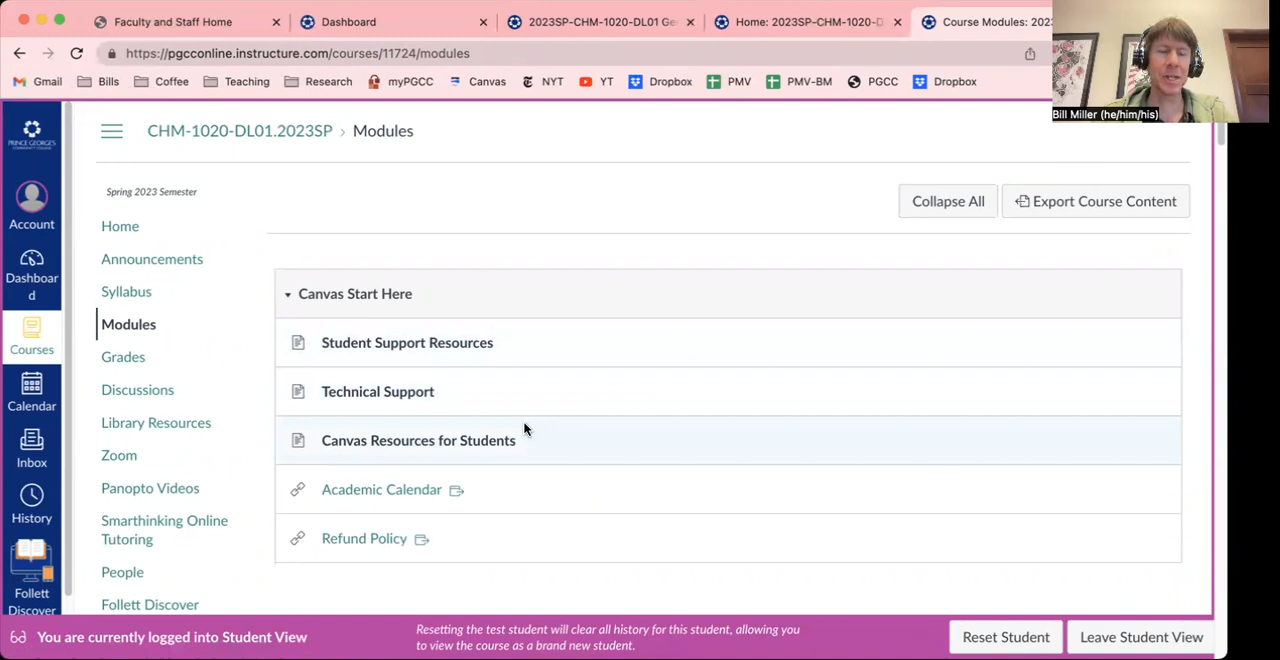 Faculty and Staff Home
Dashboard
2023SP-CHM-1020-DL01 Ge
Home: 2023SP-CHM-1020-D
Course Modules: 2023
https://pgcconline.instructure.com/courses/11724/modules
Gmail
Bills
Coffee
Teaching
Research
myPGCC
Canvas
NYT
YT
Dropbox
PMV
PMV-BM
PGCC
Dropbox
Bill Miller (he/him/his)
PRINCE GEORGE'S
COMMUNITY COLLEGE
Account
Dashboar
d
Courses
Calendar
Inbox
History
Follett
Discover
CHM-1020-DL01.2023SP › Modules
Spring 2023 Semester
Home
Announcements
Syllabus
Modules
Grades
Discussions
Library Resources
Zoom
Panopto Videos
Smarthinking Online
Tutoring
People
Follett Discover
Collapse All
Export Course Content
Canvas Start Here
Student Support Resources
Technical Support
Canvas Resources for Students
Academic Calendar
Refund Policy
You are currently logged into Student View
Resetting the test student will clear all history for this student, allowing you
to view the course as a brand new student.
Reset Student
Leave Student View